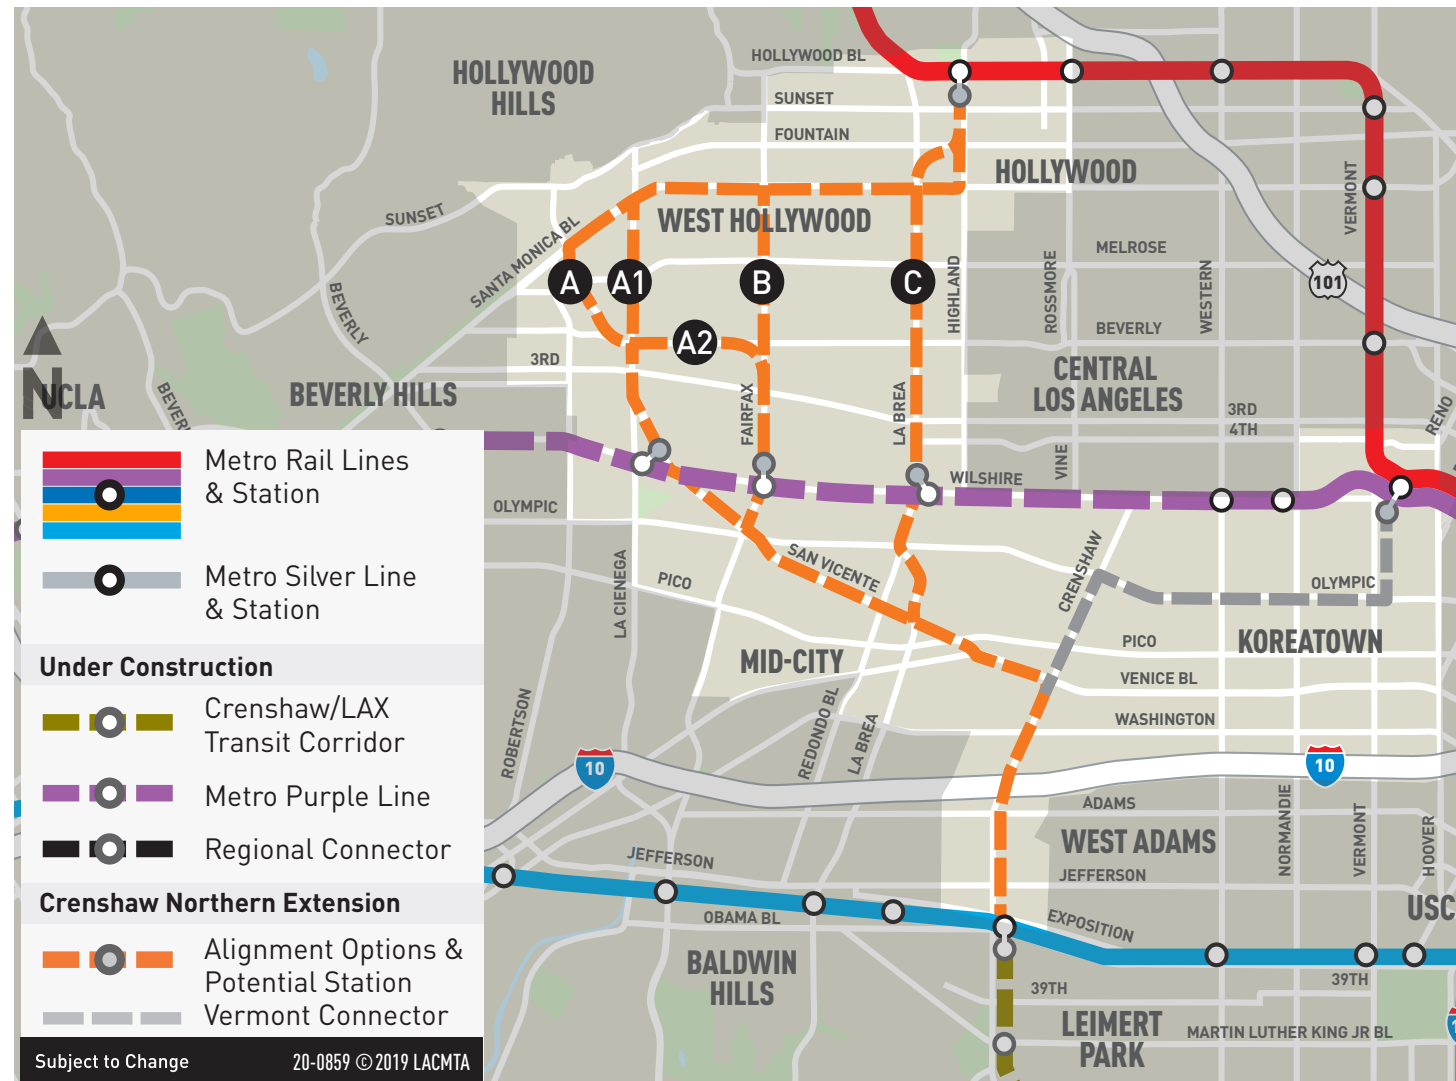 HOLLYWOOD BL
HOLLYWOOD
HILLS
SUNSET
FOUNTAIN
HOLLYWOOD
VERMONT
SUNSET
WEST HOLLYWOOD
SANTA MONICA BL
MELROSE
101
A
A1
B
C
HIGHLAND
ROSSMORE
WESTERN
BEVERLY
BEVERLY
A2
3RD
CENTRAL
LOS ANGELES
N
UCLA
BEVERLY HILLS
BEVERL
FAIRFAX
LA BREA
3RD
4TH
RENO
VINE
WILSHIRE
OLYMPIC
SAN VICENTE
CRENSHAW
LA CIENEGA
PICO
OLYMPIC
PICO
KOREATOWN
MID-CITY
VENICE BL
ROBERTSON
REDONDO BL
LA BREA
WASHINGTON
10
10
ADAMS
NORMANDIE
VERMONT
HOOVER
WEST ADAMS
JEFFERSON
JEFFERSON
OBAMA BL
EXPOSITION
USC
BALDWIN
HILLS
39TH
39TH
LEIMERT
PARK
MARTIN LUTHER KING JR BL
Metro Rail Lines
& Station
Metro Silver Line
& Station
Under Construction
Crenshaw/LAX
Transit Corridor
Metro Purple Line
Regional Connector
Crenshaw Northern Extension
Alignment Options &
Potential Station
Vermont Connector
Subject to Change
20-0859 © 2019 LACMTA